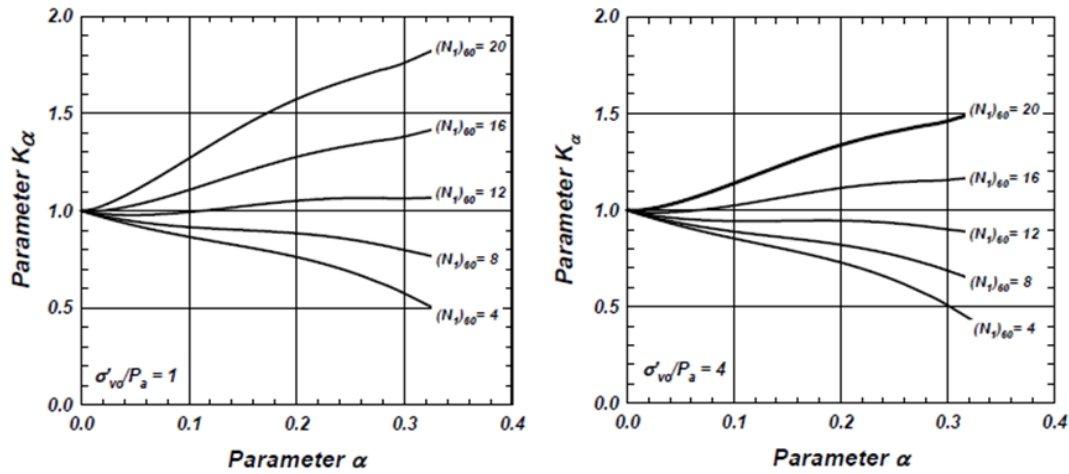 2.0
1.5
1.0
0.5
0.0
Parameter Kα
(N₁)₆₀= 20
(N₁)₆₀= 16
(N₁)₆₀= 12
(N₁)₆₀= 8
(N₁)₆₀= 4
σ'vo/Pa = 1
0.0 0.1 0.2 0.3 0.4
Parameter α
2.0
1.5
1.0
0.5
0.0
Parameter Kα
(N₁)₆₀= 20
(N₁)₆₀= 16
(N₁)₆₀= 12
(N₁)₆₀= 8
(N₁)₆₀= 4
σ'vo/Pa = 4
0.0 0.1 0.2 0.3 0.4
Parameter α